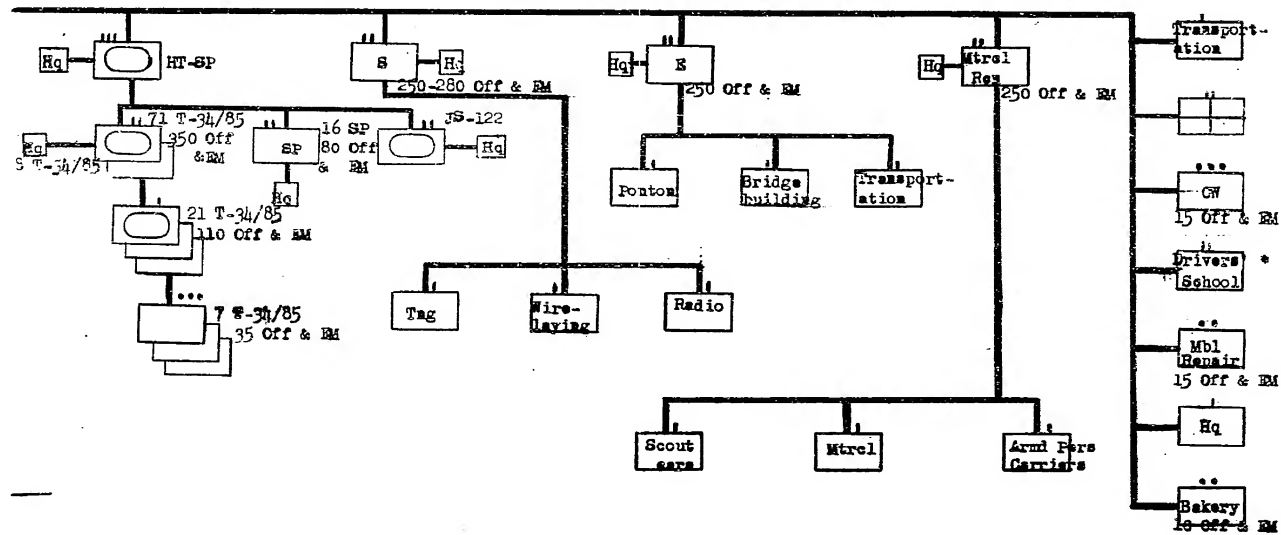 Hq
HT-SP
S
Hq
250-280 Off & EM
Hq
E
250 Off & EM
Hq
Mtrcl
Rcn
250 Off & EM
Transport-
ation
Hq
71 T-34/85
350 Off
& EM
T-34/85
SP
Hq
16 SP
80 Off
& EM
JS-122
Hq
21 T-34/85
110 Off & EM
7 T-34/85
35 Off & EM
Tng
Wire-
laying
Radio
Ponton
Bridge
building
Transport-
ation
Scout
cars
Mtrcl
Armd Pers
Carriers
CW
15 Off & EM
Drivers' *
School
Mbl
Repair
15 Off & EM
Hq
Bakery
Off & EM